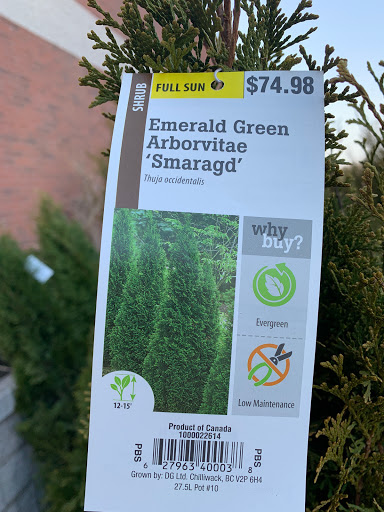 SHRUB
FULL SUN
$74.98
Emerald Green
Arborvitae
'Smaragd'
Thuja occidentalis
why
buy?
Evergreen
Low Maintenance
12-15'
Product of Canada
1000022614
PBS
6 27963 40003 8
PBS
Grown by: DG Ltd. Chilliwack, BC V2P 6H4
27.5L Pot #10